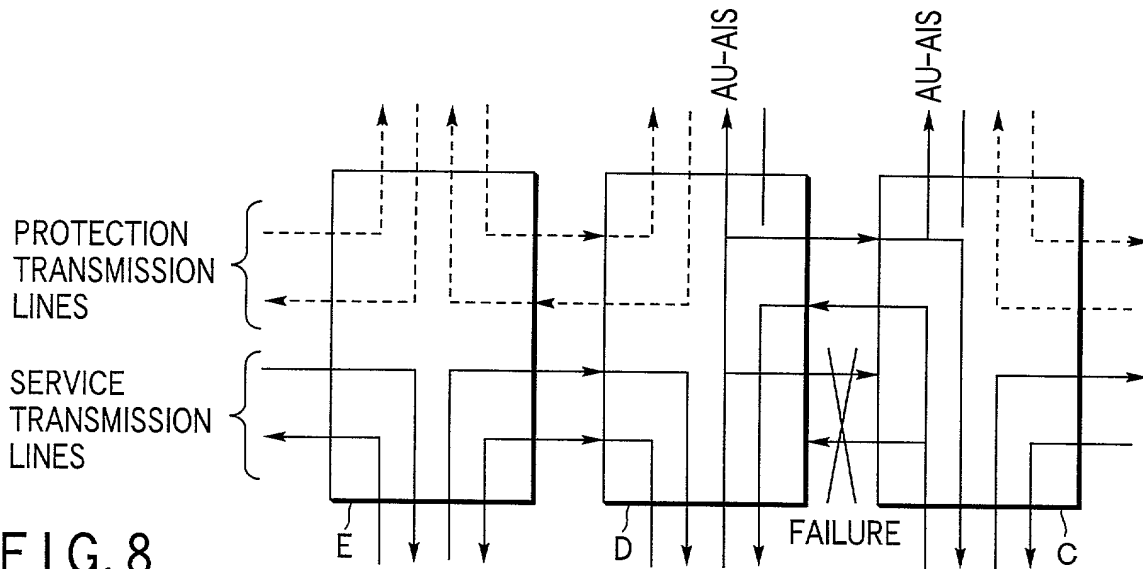 AU-AIS
AU-AIS
PROTECTION
TRANSMISSION
LINES
SERVICE
TRANSMISSION
LINES
E
D
FAILURE
C
FIG. 8